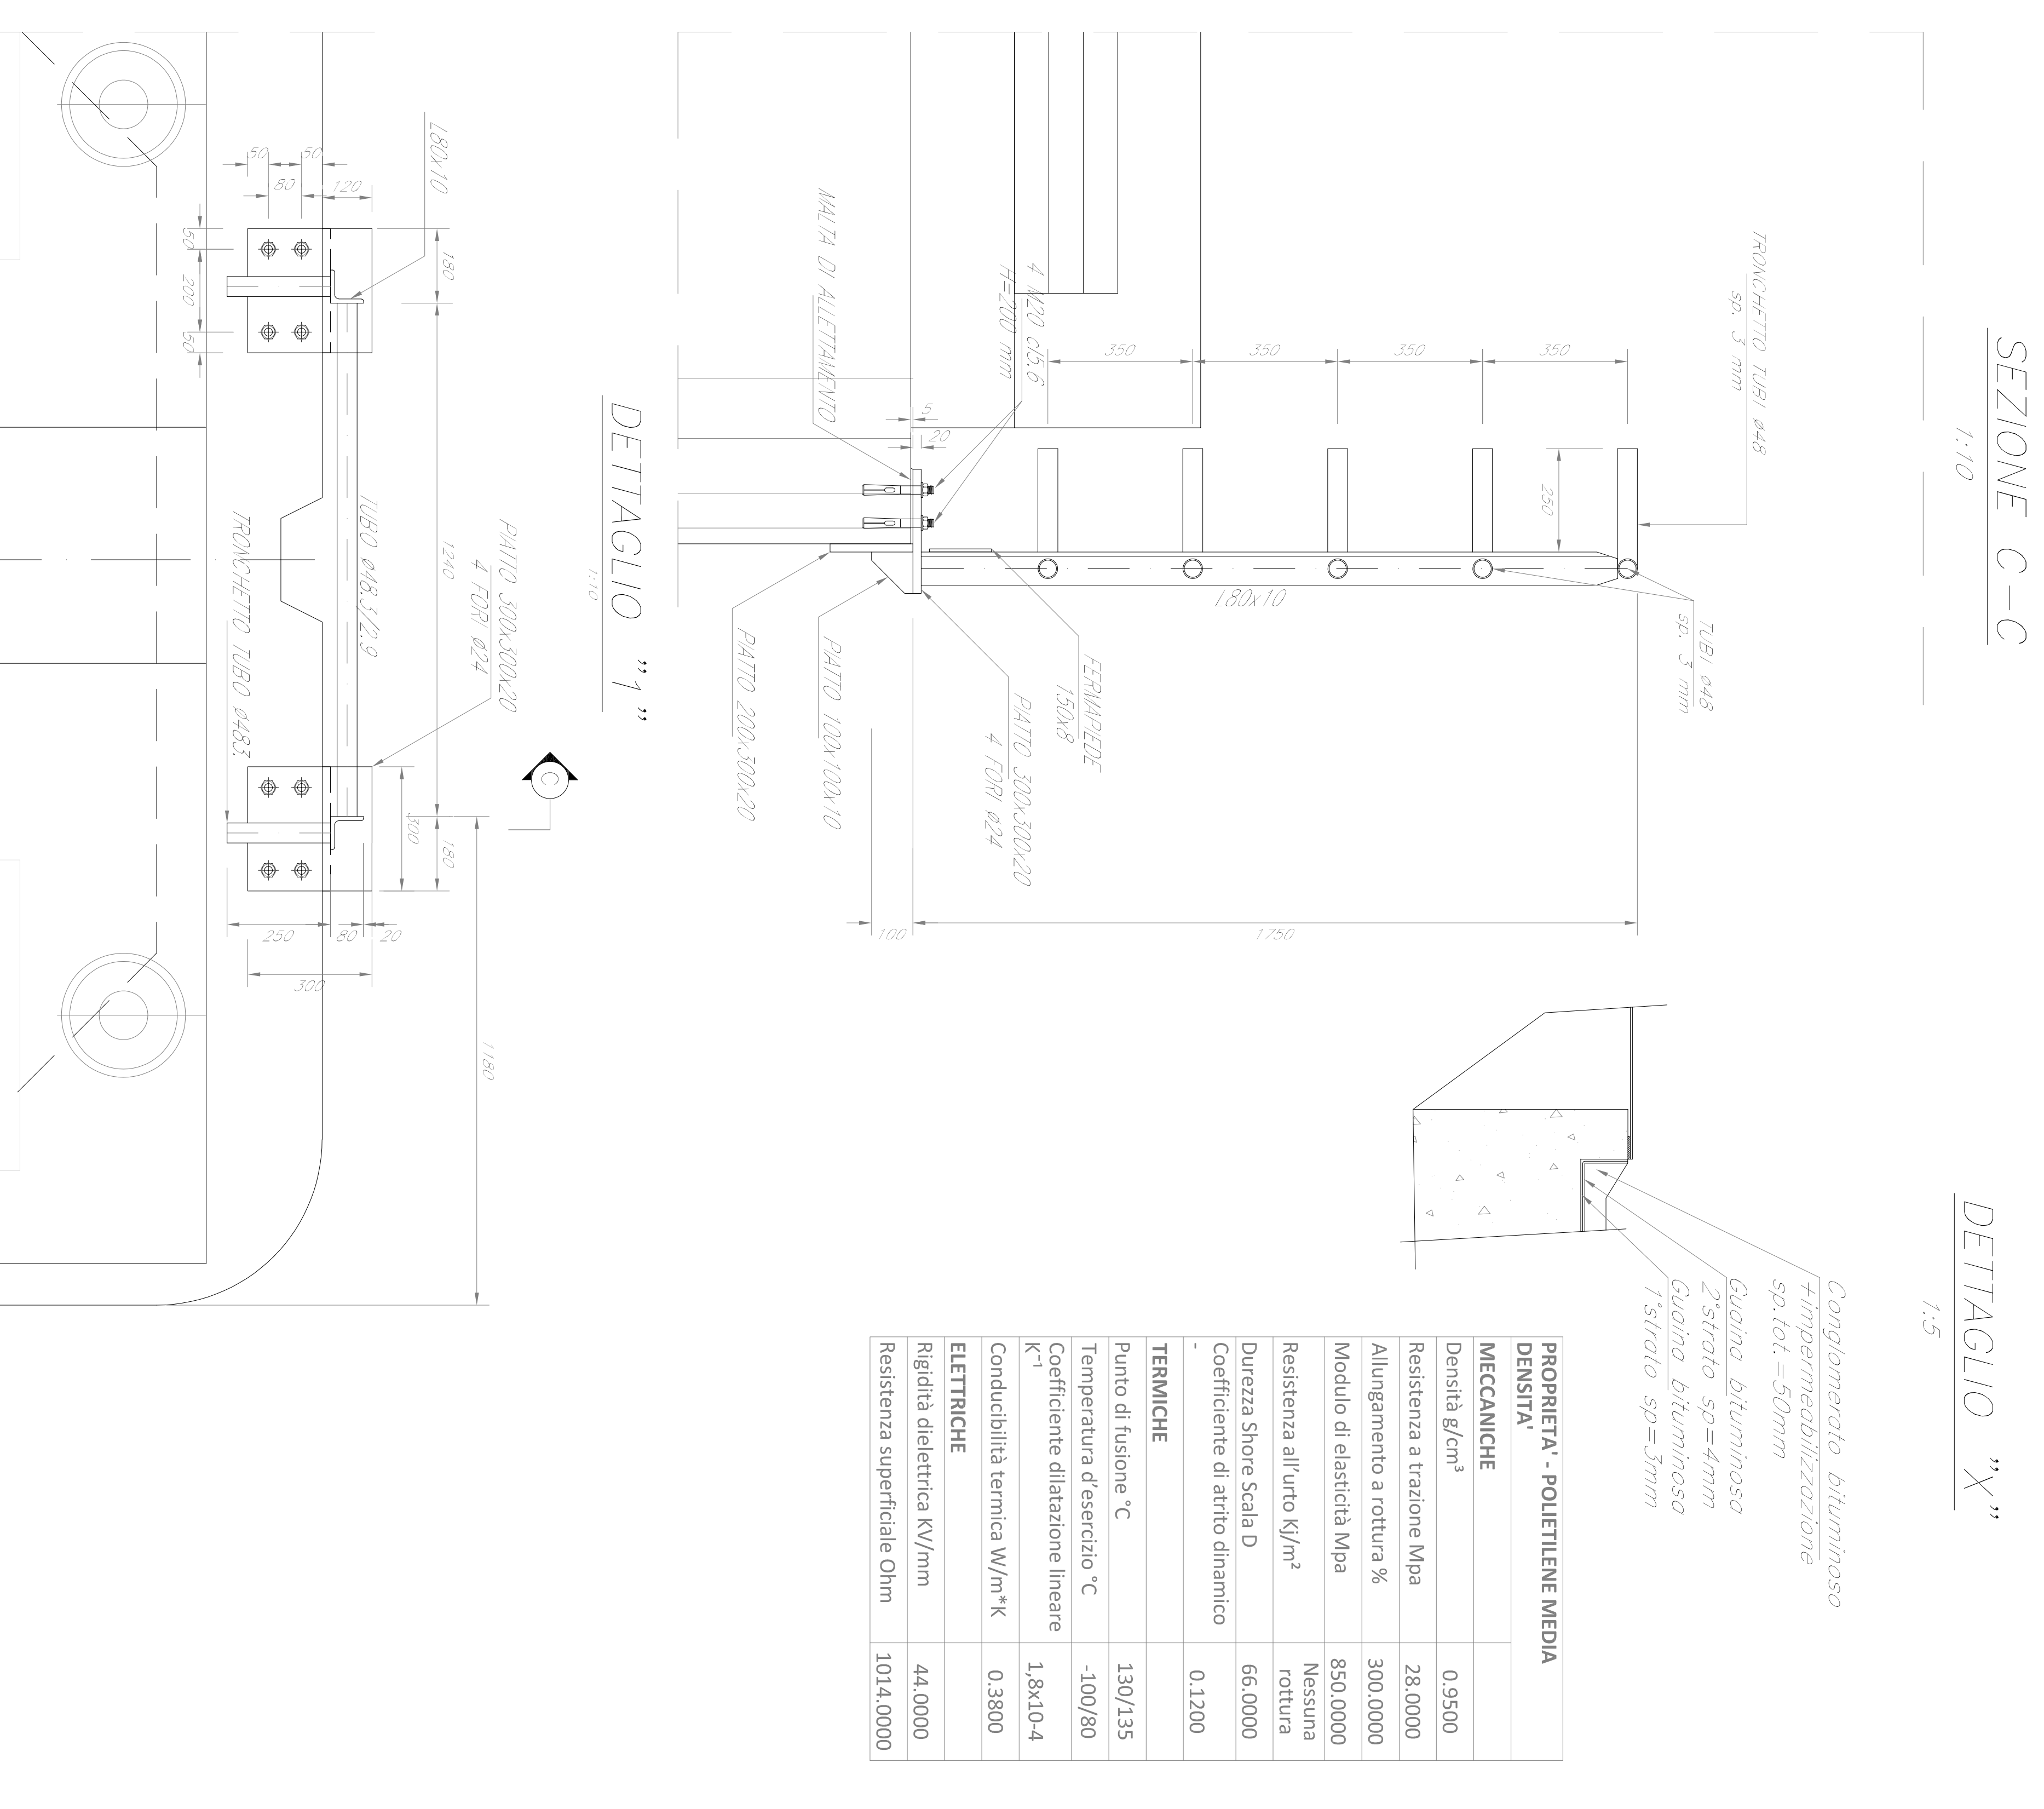 SEZIONE C-C
1:10
TRONCHETTO TUBI ø48
sp. 3 mm
350
350
350
350
250
4 M20 cl5.6
H=200 mm
MALTA DI ALLETTAMENTO
5
20
L80x10
TUBI ø48
sp. 3 mm
FERMAPIEDE
150x8
PIATTO 300x300x20
4 FORI ø24
PIATTO 100x100x10
PIATTO 200x300x20
100
1750
DETTAGLIO "1"
1:10
C
L80x10
50
50
80
120
50
200
50
180
1240
180
TUBO ø48.3/2.9
PIATTO 300x300x20
4 FORI ø24
TRONCHETTO TUBO ø483.
300
250
80
20
300
1180
DETTAGLIO "X"
1:5
Conglomerato bituminoso
+impermeabilizzazione
sp.tot.=50mm
Guaina bituminosa
2°strato sp=4mm
Guaina bituminosa
1°strato sp=3mm
PROPRIETA' - POLIETILENE MEDIA
DENSITA'
MECCANICHE
Densità g/cm³ 0.9500
Resistenza a trazione Mpa 28.0000
Allungamento a rottura % 300.0000
Modulo di elasticità Mpa 850.0000
Resistenza all'urto Kj/m² Nessuna
rottura
Durezza Shore Scala D 66.0000
Coefficiente di atrito dinamico
- 0.1200
TERMICHE
Punto di fusione °C 130/135
Temperatura d'esercizio °C -100/80
Coefficiente dilatazione lineare
K⁻¹ 1,8x10-4
Conducibilità termica W/m*K 0.3800
ELETTRICHE
Rigidità dielettrica KV/mm 44.0000
Resistenza superficiale Ohm 1014.0000